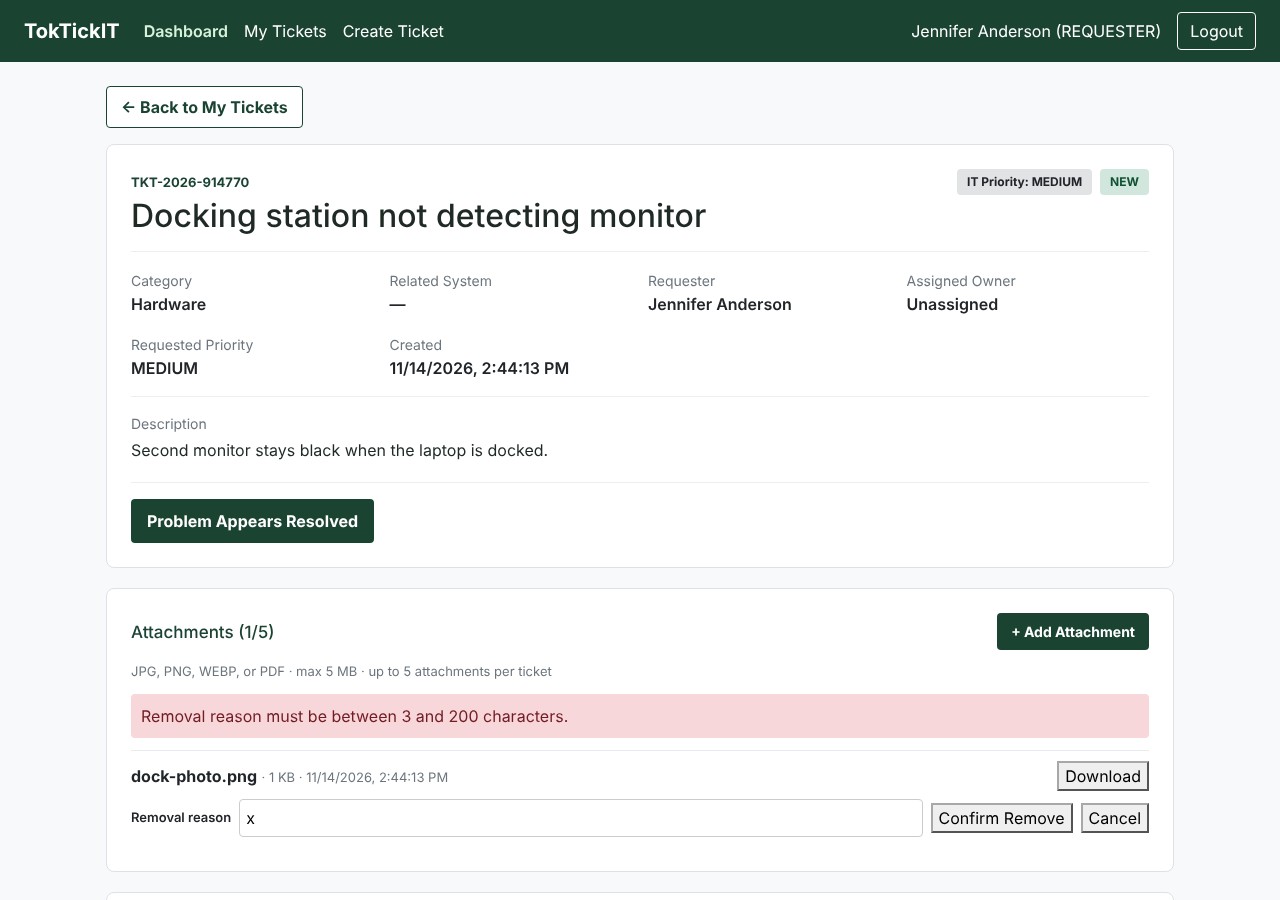 TokTickIT Dashboard My Tickets Create Ticket Jennifer Anderson (REQUESTER) Logout
← Back to My Tickets
TKT-2026-914770 IT Priority: MEDIUM NEW
Docking station not detecting monitor
Category Related System Requester Assigned Owner
Hardware — Jennifer Anderson Unassigned
Requested Priority Created
MEDIUM 11/14/2026, 2:44:13 PM
Description
Second monitor stays black when the laptop is docked.
Problem Appears Resolved
Attachments (1/5) + Add Attachment
JPG, PNG, WEBP, or PDF · max 5 MB · up to 5 attachments per ticket
Removal reason must be between 3 and 200 characters.
dock-photo.png · 1 KB · 11/14/2026, 2:44:13 PM Download
Removal reason x Confirm Remove Cancel